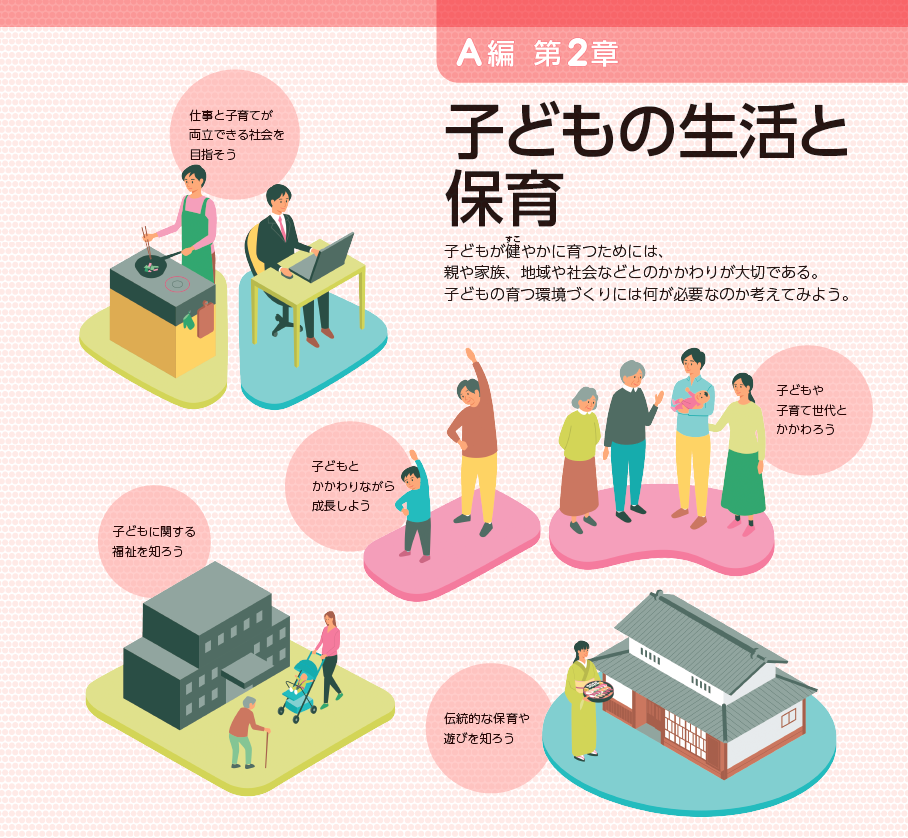 A編 第2章
子どもの生活と
保育
すこ
子どもが健やかに育つためには、
親や家族、地域や社会などとのかかわりが大切である。
子どもの育つ環境づくりには何が必要なのか考えてみよう。
仕事と子育てが
両立できる社会を
目指そう
子どもや
子育て世代と
かかわろう
子どもと
かかわりながら
成長しよう
子どもに関する
福祉を知ろう
伝統的な保育や
遊びを知ろう